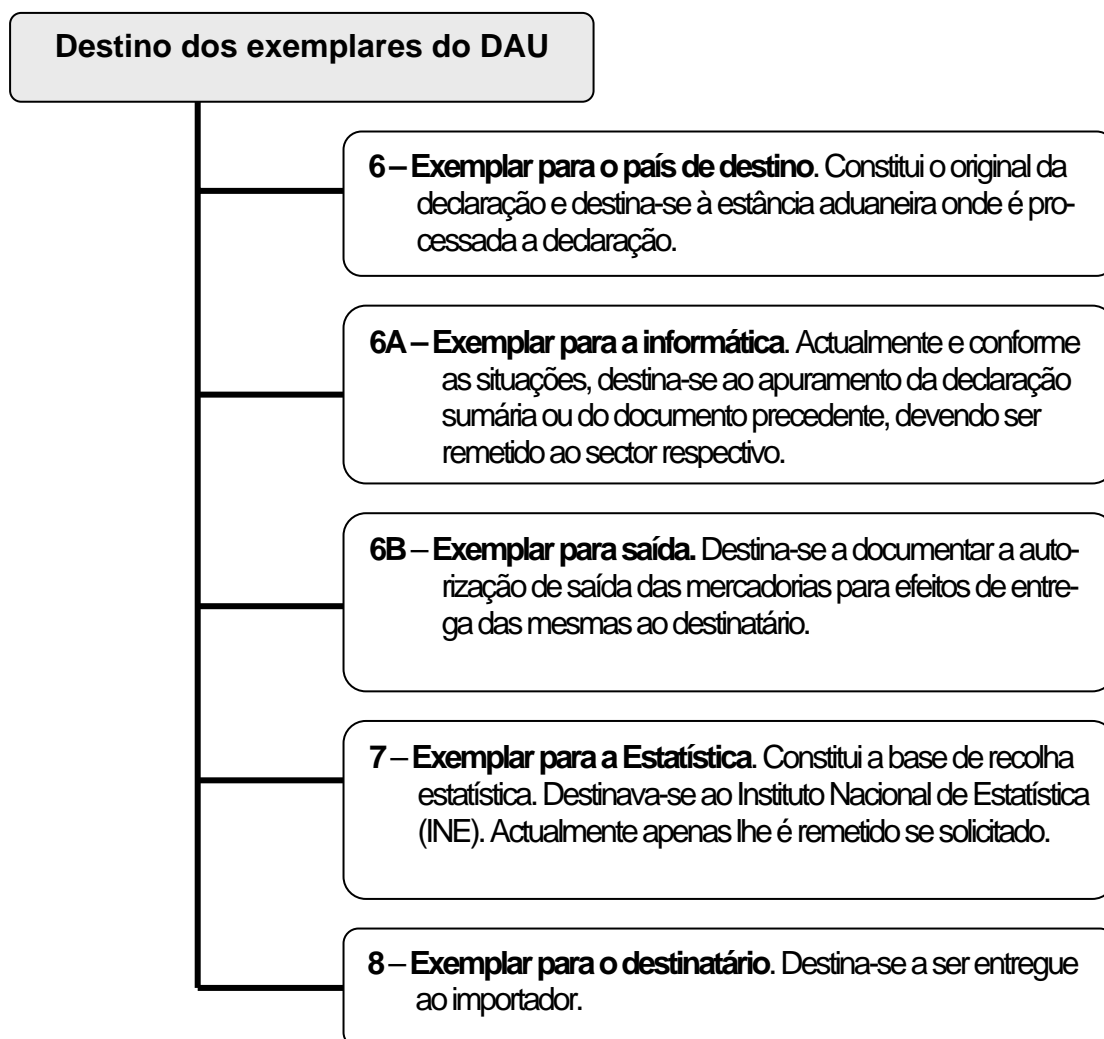 Destino dos exemplares do DAU
6 – Exemplar para o país de destino. Constitui o original da
declaração e destina-se à estância aduaneira onde é pro-
cessada a declaração.
6A – Exemplar para a informática. Actualmente e conforme
as situações, destina-se ao apuramento da declaração
sumária ou do documento precedente, devendo ser
remetido ao sector respectivo.
6B – Exemplar para saída. Destina-se a documentar a auto-
rização de saída das mercadorias para efeitos de entre-
ga das mesmas ao destinatário.
7 – Exemplar para a Estatística. Constitui a base de recolha
estatística. Destinava-se ao Instituto Nacional de Estatística
(INE). Actualmente apenas lhe é remetido se solicitado.
8 – Exemplar para o destinatário. Destina-se a ser entregue
ao importador.